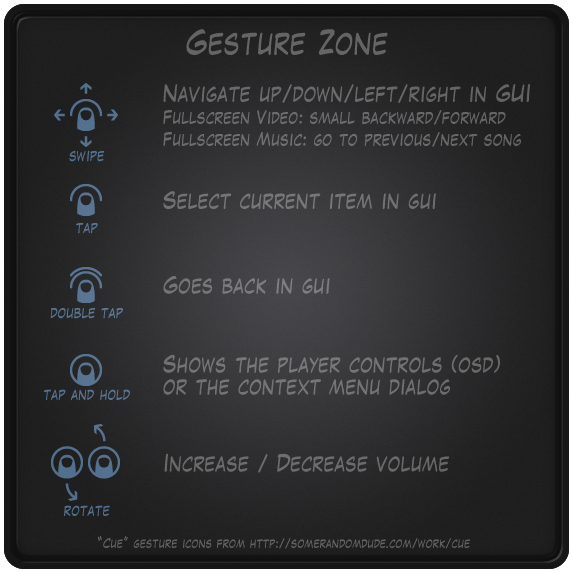 GESTURE ZONE
NAVIGATE UP/DOWN/LEFT/RIGHT IN GUI
FULLSCREEN VIDEO: SMALL BACKWARD/FORWARD
FULLSCREEN MUSIC: GO TO PREVIOUS/NEXT SONG
SWIPE
SELECT CURRENT ITEM IN GUI
TAP
GOES BACK IN GUI
DOUBLE TAP
SHOWS THE PLAYER CONTROLS (OSD)
OR THE CONTEXT MENU DIALOG
TAP AND HOLD
INCREASE / DECREASE VOLUME
ROTATE
"CUE" GESTURE ICONS FROM HTTP://SOMERANDOMDUDE.COM/WORK/CUE